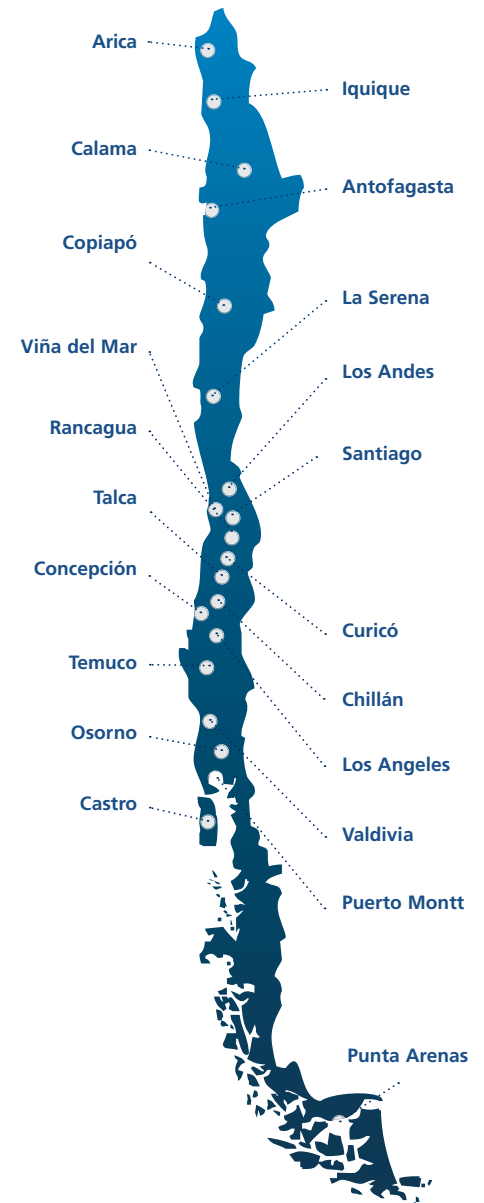 Arica
Iquique
Calama
Antofagasta
Copiapó
La Serena
Viña del Mar
Los Andes
Rancagua
Santiago
Talca
Concepción
Curicó
Temuco
Chillán
Osorno
Los Angeles
Castro
Valdivia
Puerto Montt
Punta Arenas